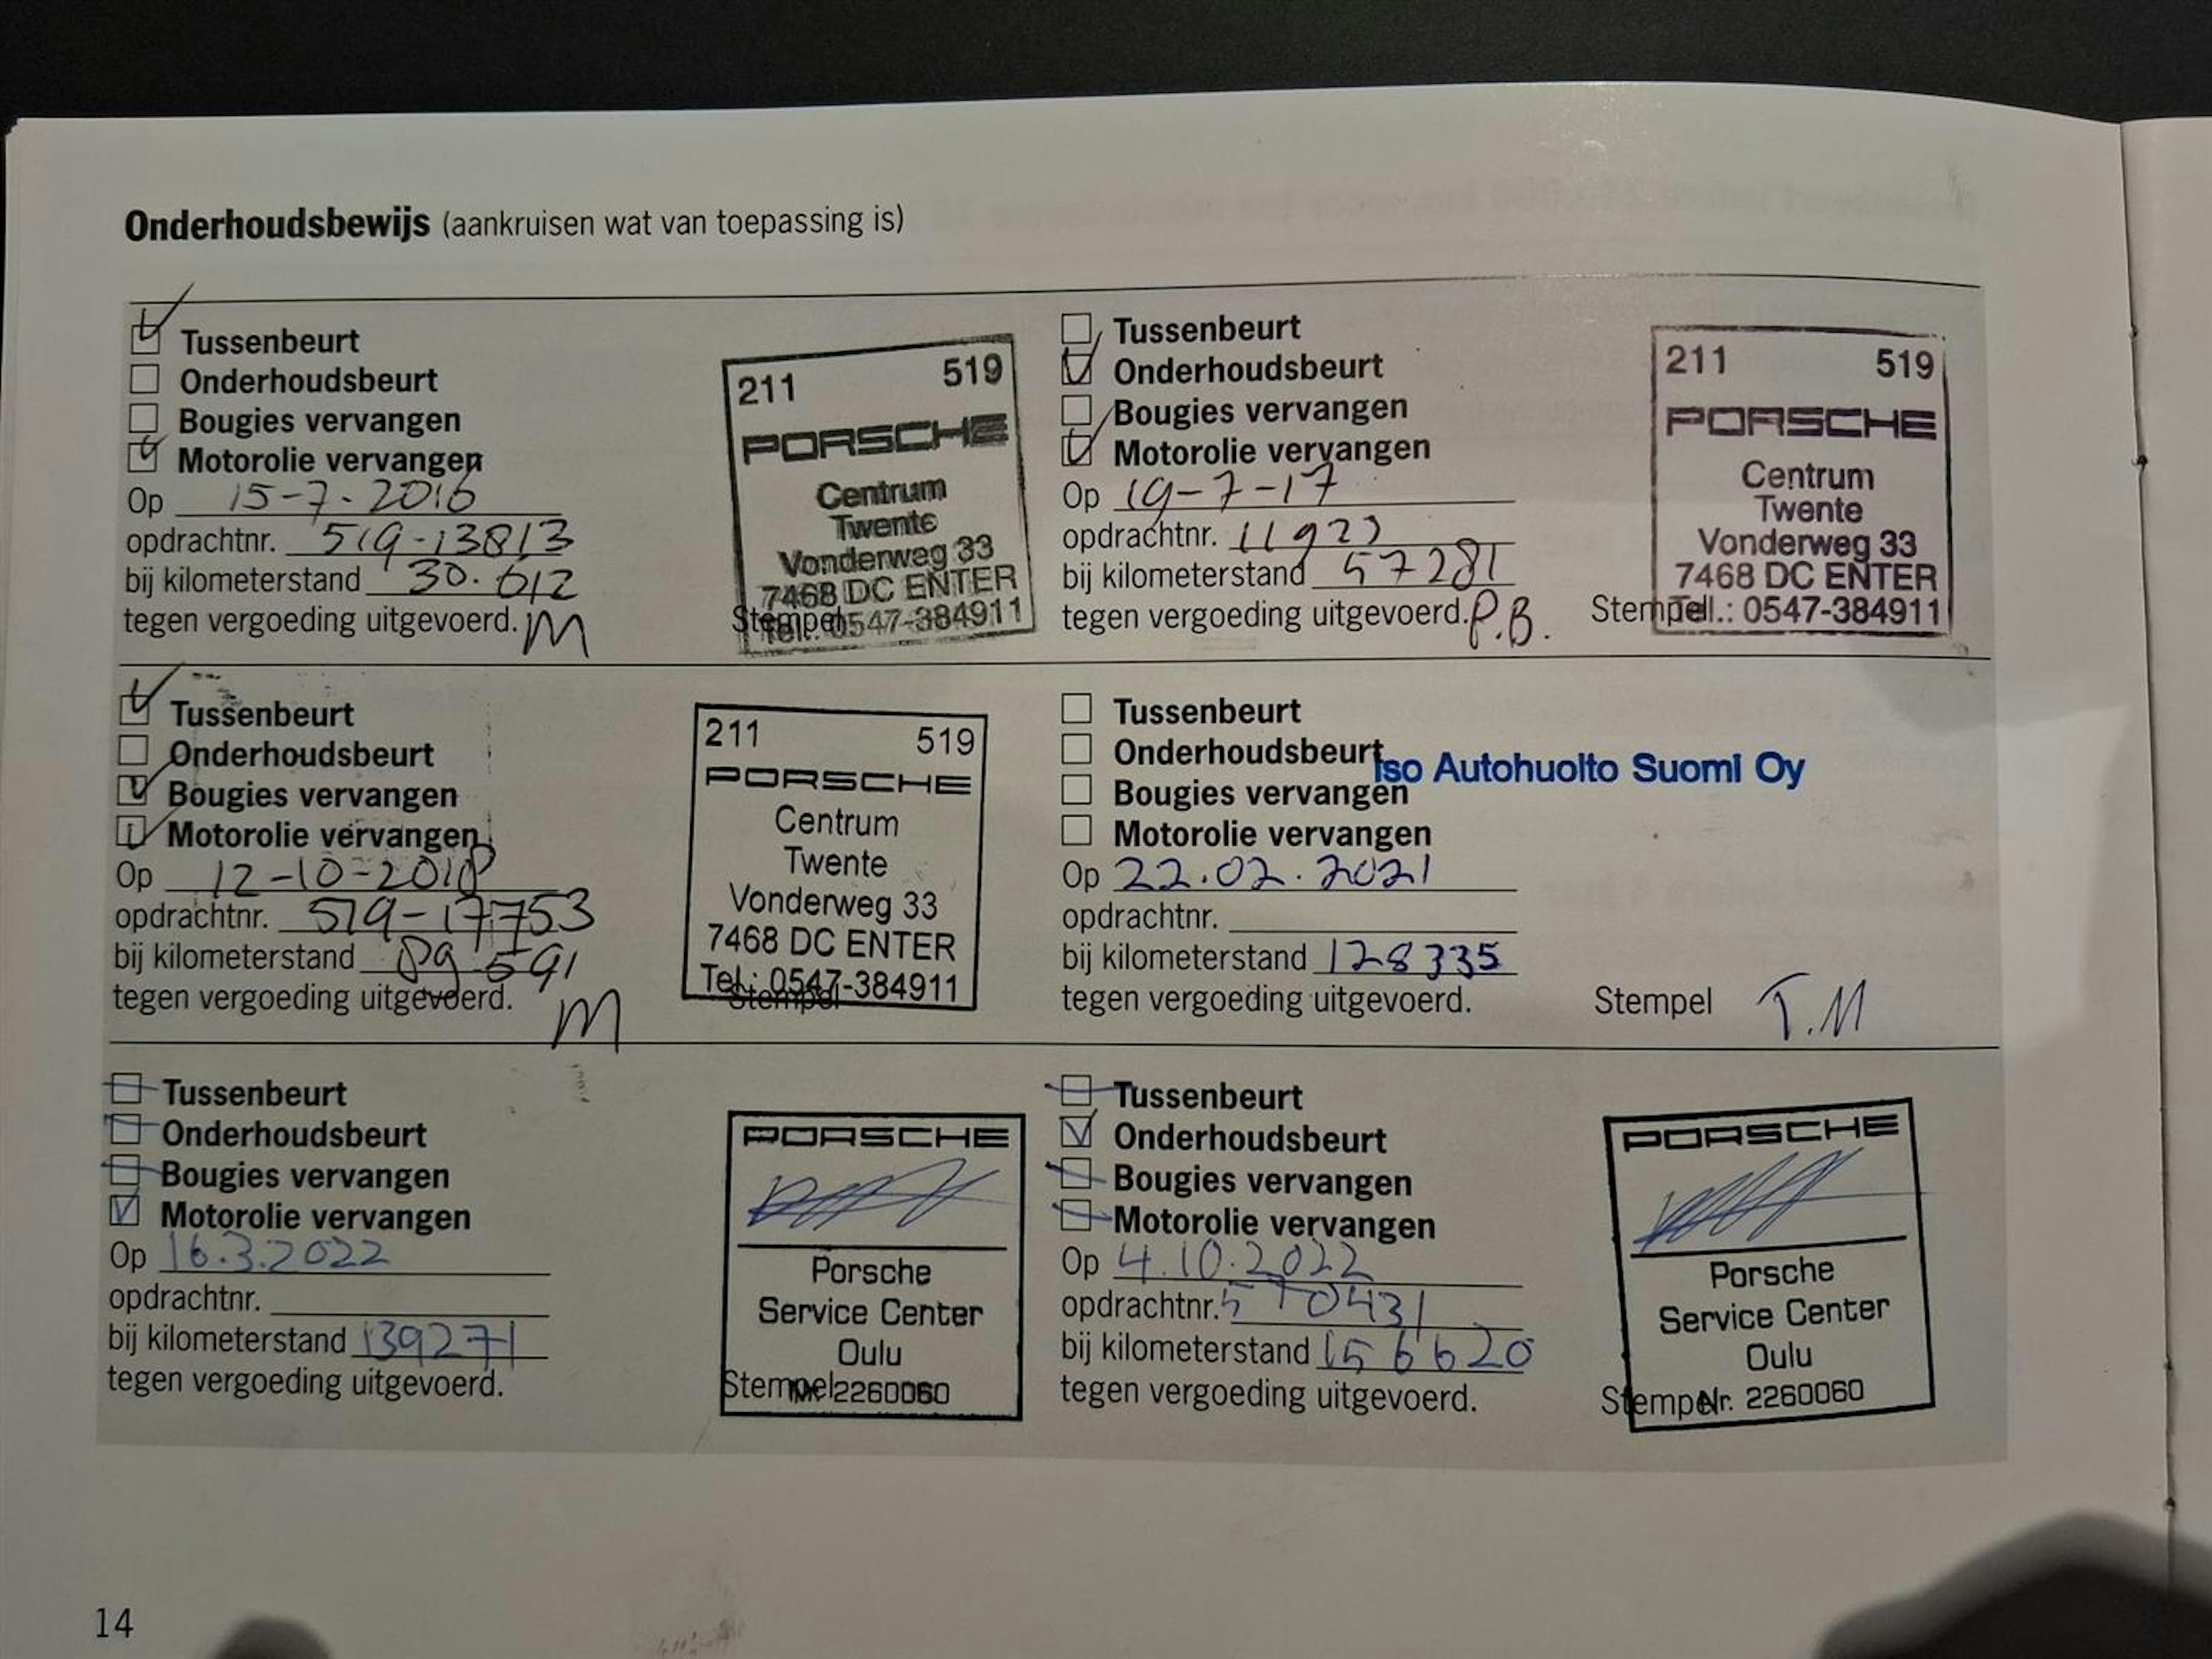 Onderhoudsbewijs (aankruisen wat van toepassing is)
Tussenbeurt
Onderhoudsbeurt
Bougies vervangen
Motorolie vervangen
Op 15-7-2016
opdrachtnr. 519-13813
bij kilometerstand 30.612
tegen vergoeding uitgevoerd. M
211 519
PORSCHE
Centrum
Twente
Vonderweg 33
7468 DC ENTER
Tel.: 0547-384911
Stempel
Tussenbeurt
Onderhoudsbeurt
Bougies vervangen
Motorolie vervangen
Op 19-7-17
opdrachtnr. 11923
bij kilometerstand 57281
tegen vergoeding uitgevoerd. P.B.
211 519
PORSCHE
Centrum
Twente
Vonderweg 33
7468 DC ENTER
Tel.: 0547-384911
Stempel
Tussenbeurt
Onderhoudsbeurt
Bougies vervangen
Motorolie vervangen
Op 12-10-2018
opdrachtnr. 519-17753
bij kilometerstand 89.591
tegen vergoeding uitgevoerd. M
211 519
PORSCHE
Centrum
Twente
Vonderweg 33
7468 DC ENTER
Tel.: 0547-384911
Stempel
Tussenbeurt
Onderhoudsbeurt
Bougies vervangen
Motorolie vervangen
Iso Autohuolto Suomi Oy
Op 22.02.2021
opdrachtnr.
bij kilometerstand 128335
tegen vergoeding uitgevoerd.
Stempel T.M
Tussenbeurt
Onderhoudsbeurt
Bougies vervangen
Motorolie vervangen
Op 16.3.2022
opdrachtnr.
bij kilometerstand 139271
tegen vergoeding uitgevoerd.
PORSCHE
Porsche
Service Center
Oulu
Nr. 2260060
Stempel
Tussenbeurt
Onderhoudsbeurt
Bougies vervangen
Motorolie vervangen
Op 4.10.2022
opdrachtnr. 570431
bij kilometerstand 156620
tegen vergoeding uitgevoerd.
PORSCHE
Porsche
Service Center
Oulu
Nr. 2260060
Stempel
14